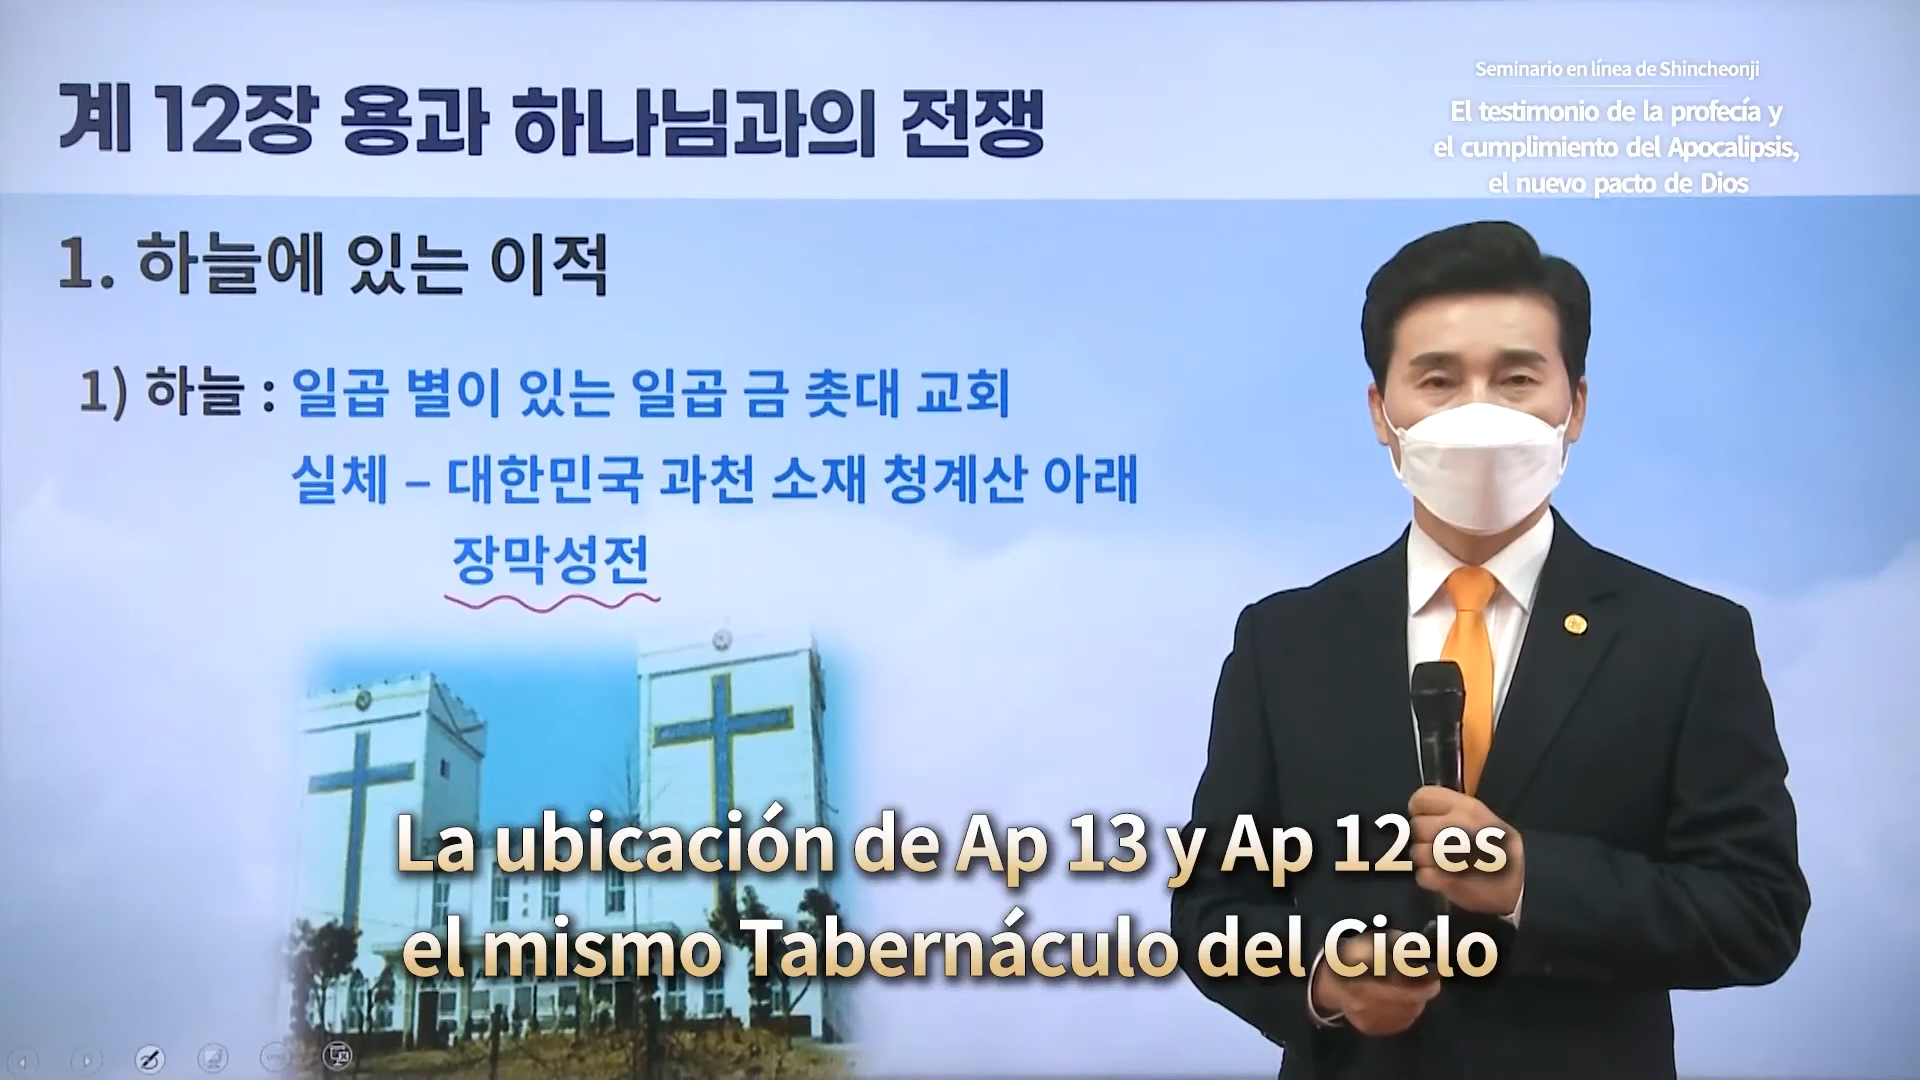 계 12장 용과 하나님과의 전쟁
Seminario en línea de Shincheonji
El testimonio de la profecía y
el cumplimiento del Apocalipsis,
el nuevo pacto de Dios
1. 하늘에 있는 이적
1) 하늘 : 일곱 별이 있는 일곱 금 촛대 교회
실체 – 대한민국 과천 소재 청계산 아래
장막성전
La ubicación de Ap 13 y Ap 12 es
el mismo Tabernáculo del Cielo